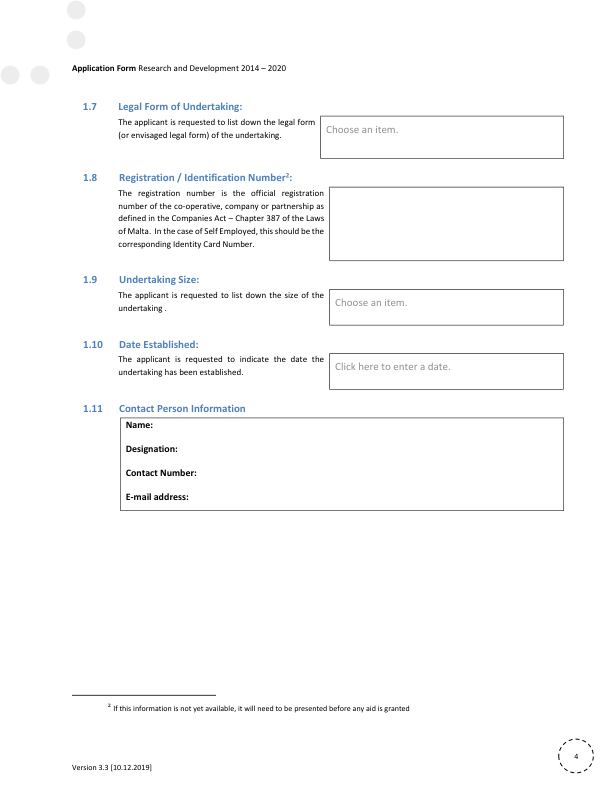 Application Form Research and Development 2014 – 2020
1.7 Legal Form of Undertaking:
The applicant is requested to list down the legal form
(or envisaged legal form) of the undertaking.
Choose an item.
1.8 Registration / Identification Number²:
The registration number is the official registration
number of the co-operative, company or partnership as
defined in the Companies Act – Chapter 387 of the Laws
of Malta. In the case of Self Employed, this should be the
corresponding Identity Card Number.
1.9 Undertaking Size:
The applicant is requested to list down the size of the
undertaking .
Choose an item.
1.10 Date Established:
The applicant is requested to indicate the date the
undertaking has been established.
Click here to enter a date.
1.11 Contact Person Information
Name:
Designation:
Contact Number:
E-mail address:
² If this information is not yet available, it will need to be presented before any aid is granted
4
Version 3.3 [10.12.2019]